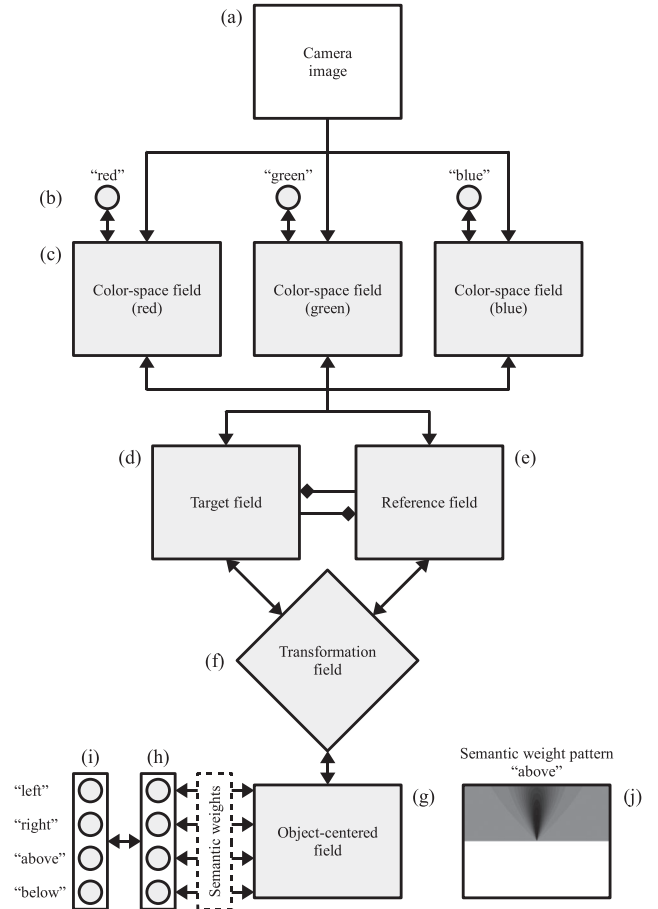 (a)
Camera
image
“red”
“green”
“blue”
(b)
(c)
Color-space field
(red)
Color-space field
(green)
Color-space field
(blue)
(d)
Target field
Reference field
(e)
(f)
Transformation
field
(i)
(h)
“left”
“right”
“above”
“below”
Semantic weights
Object-centered
field
(g)
Semantic weight pattern
“above”
(j)